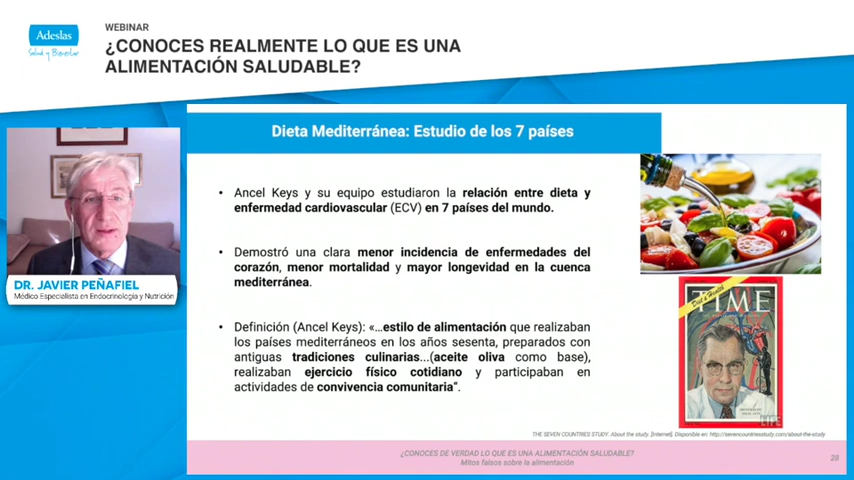 Adeslas
Salud y Bienestar
WEBINAR
¿CONOCES REALMENTE LO QUE ES UNA
ALIMENTACIÓN SALUDABLE?
Dieta Mediterránea: Estudio de los 7 países
• Ancel Keys y su equipo estudiaron la relación entre dieta y
enfermedad cardiovascular (ECV) en 7 países del mundo.
• Demostró una clara menor incidencia de enfermedades del
corazón, menor mortalidad y mayor longevidad en la cuenca
mediterránea.
• Definición (Ancel Keys): «...estilo de alimentación que realizaban
los países mediterráneos en los años sesenta, preparados con
antiguas tradiciones culinarias...(aceite oliva como base),
realizaban ejercicio físico cotidiano y participaban en
actividades de convivencia comunitaria“.
Diet & Health
TIME
LIFE
DR. JAVIER PEÑAFIEL
Médico Especialista en Endocrinología y Nutrición
THE SEVEN COUNTRIES STUDY. About the study. [Internet]. Disponible en: http://sevencountriesstudy.com/about-the-study
¿CONOCES DE VERDAD LO QUE ES UNA ALIMENTACIÓN SALUDABLE?
Mitos falsos sobre la alimentación
28